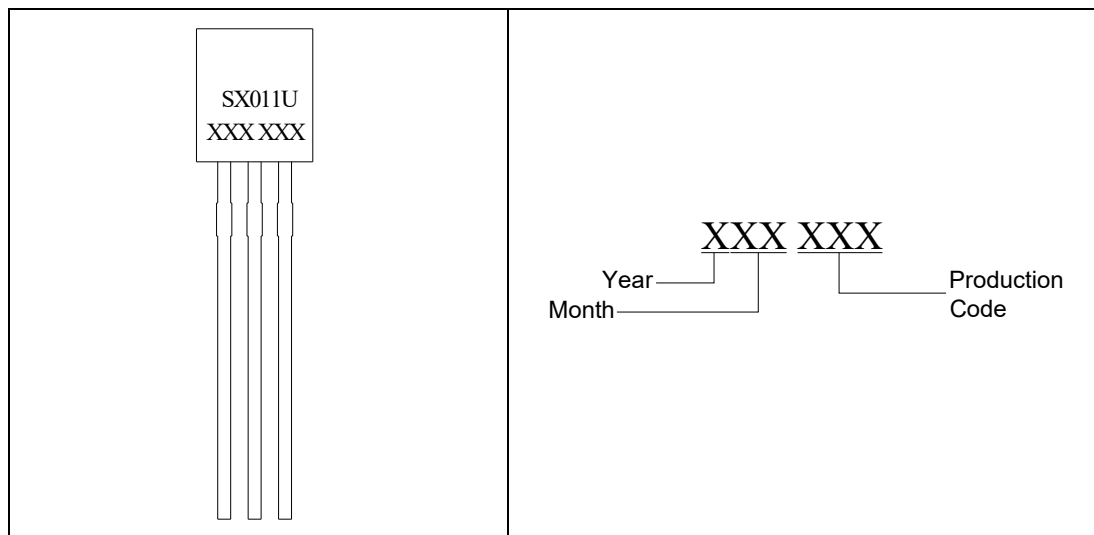 SX011U
XXX XXX
XXX XXX
Year
Month
Production
Code